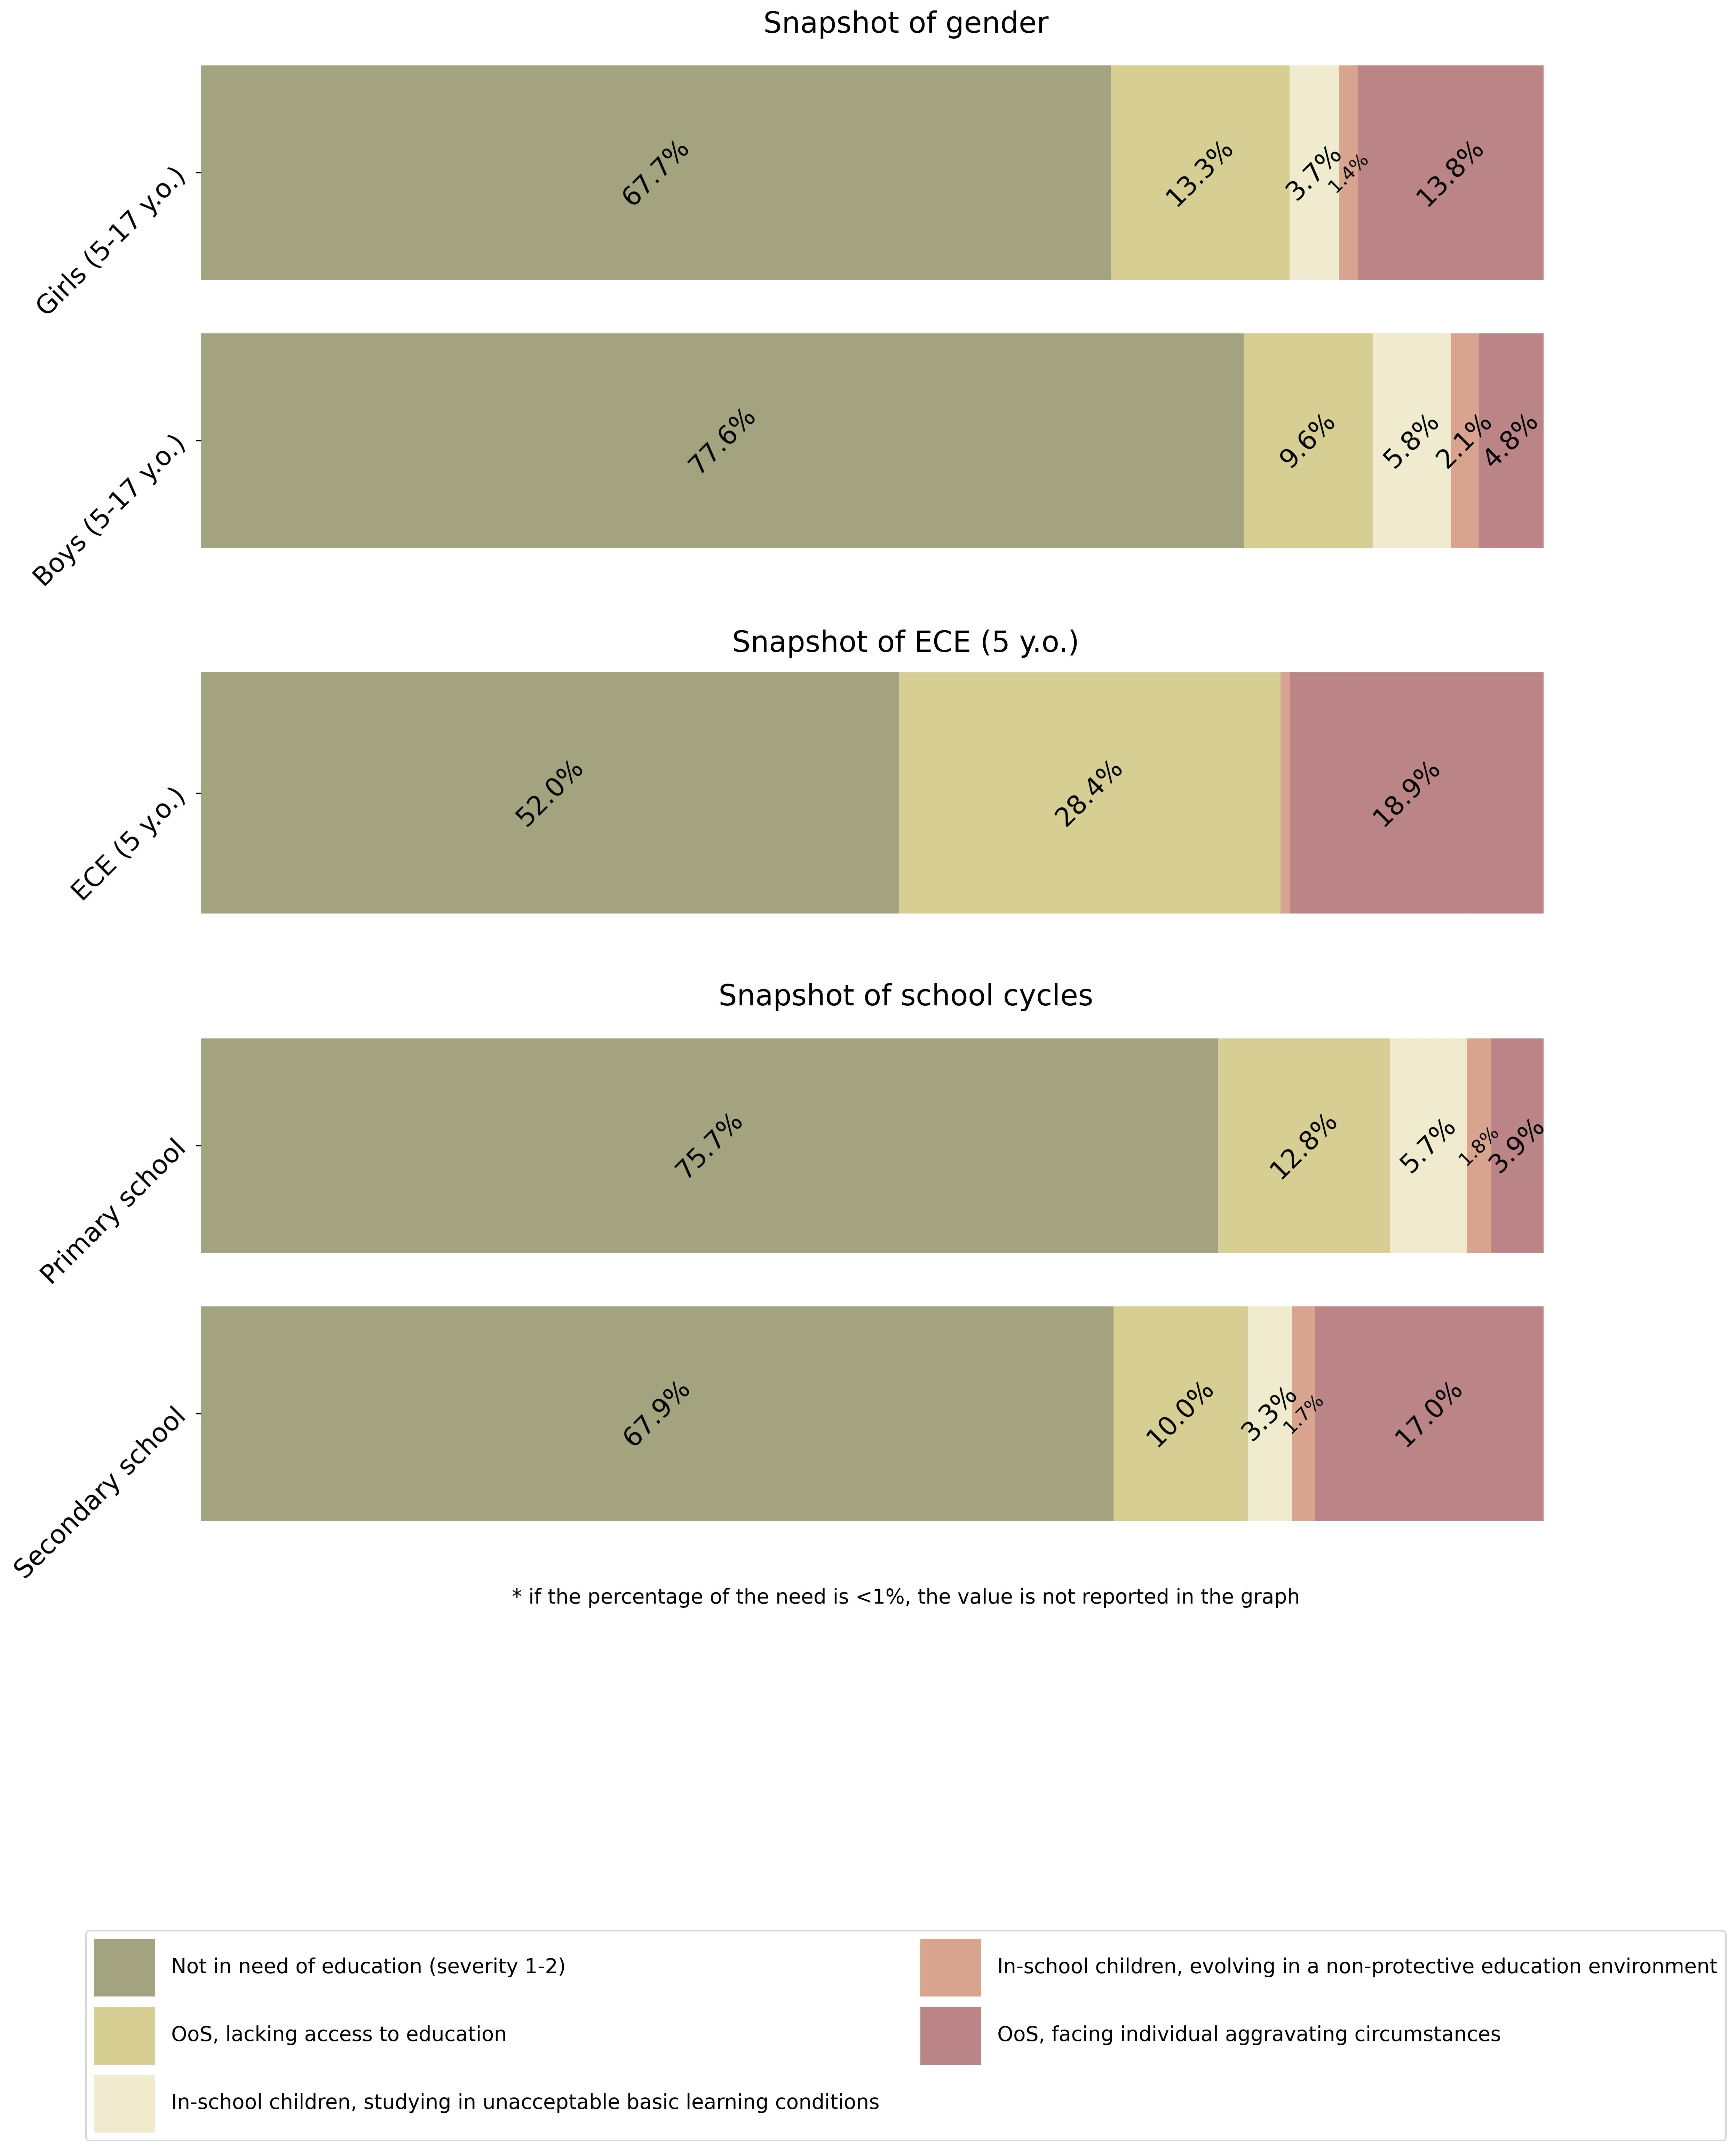 Snapshot of gender
Girls (5-17 y.o.)
67.7%
13.3%
3.7%
1.4%
13.8%
Boys (5-17 y.o.)
77.6%
9.6%
5.8%
2.1%
4.8%
Snapshot of ECE (5 y.o.)
ECE (5 y.o.)
52.0%
28.4%
18.9%
Snapshot of school cycles
Primary school
75.7%
12.8%
5.7%
1.8%
3.9%
Secondary school
67.9%
10.0%
3.3%
1.7%
17.0%
* if the percentage of the need is <1%, the value is not reported in the graph
Not in need of education (severity 1-2)
OoS, lacking access to education
In-school children, studying in unacceptable basic learning conditions
In-school children, evolving in a non-protective education environment
OoS, facing individual aggravating circumstances